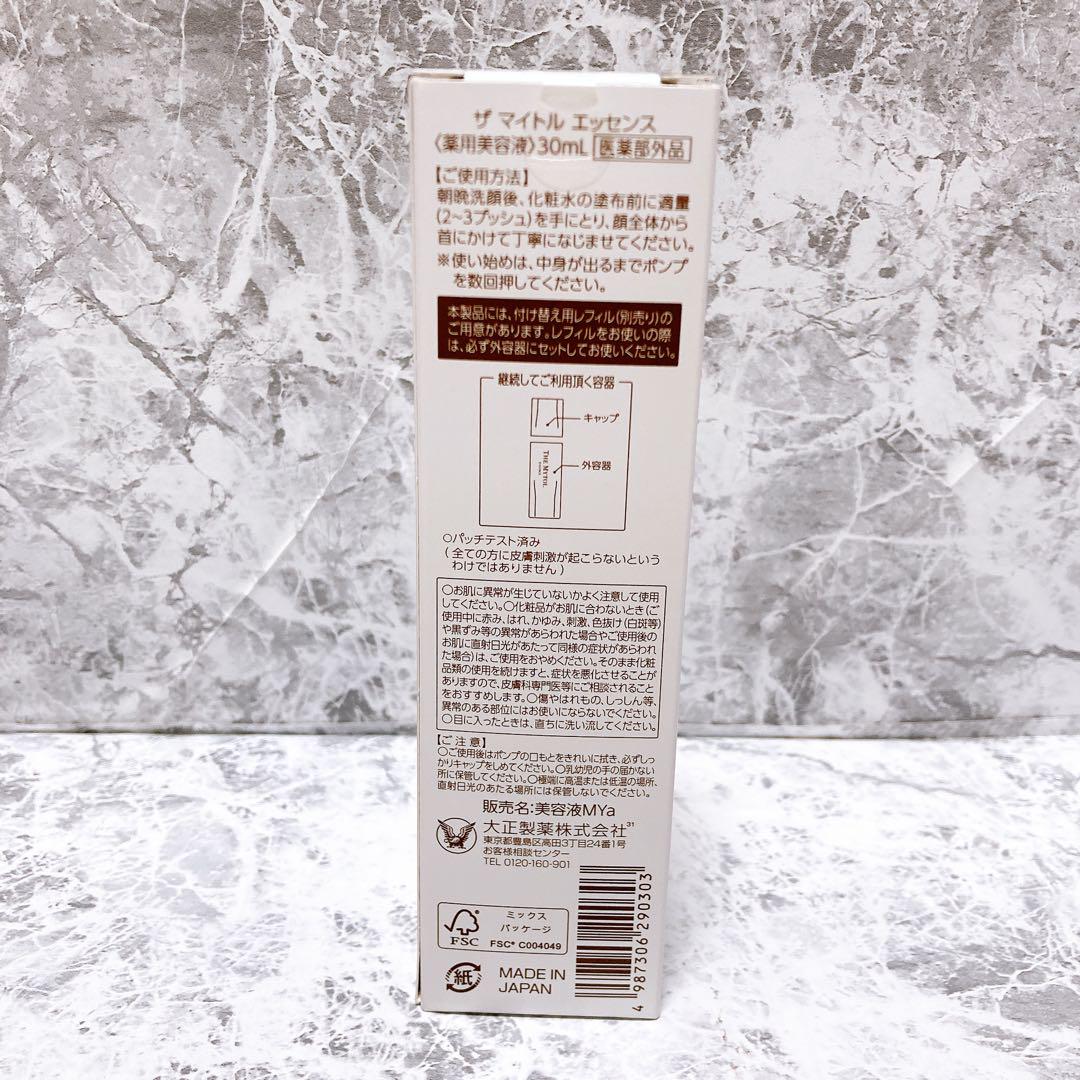 ザ マイトル エッセンス
〈薬用美容液〉30mL 医薬部外品
【ご使用方法】
朝晩洗顔後、化粧水の塗布前に適量
(2~3プッシュ)を手にとり、顔全体から
首にかけて丁寧になじませてください。
※使い始めは、中身が出るまでポンプ
を数回押してください。
本製品には、付け替え用レフィル(別売り)の
ご用意があります。レフィルをお使いの際
は、必ず外容器にセットしてお使いください。
継続してご利用頂く容器
キャップ
THE MYTOL
外容器
○パッチテスト済み
(全ての方に皮膚刺激が起こらないという
わけではありません)
○お肌に異常が生じていないかよく注意して使用
してください。○化粧品がお肌に合わないとき(ご
使用中に赤み、はれ、かゆみ、刺激、色抜け(白斑等)
や黒ずみ等の異常があらわれた場合やご使用後の
お肌に直射日光があたって同様の症状があらわれ
た場合)は、ご使用をおやめください。そのまま化粧
品類の使用を続けますと、症状を悪化させることが
ありますので、皮膚科専門医等にご相談されること
をおすすめします。○傷やはれもの、しっしん等、
異常のある部位にはお使いにならないでください。
○目に入ったときは、直ちに洗い流してください。
【ご注意】
○ご使用後はポンプの口もとをきれいに拭き、必ずしっ
かりキャップをしめてください。○乳幼児の手の届かない
所に保管してください。○極端に高温または低温の場所、
直射日光のあたる場所には保管しないでください。
販売名:美容液MYa
大正製薬株式会社 31
東京都豊島区高田3丁目24番1号
お客様相談センター
TEL 0120-160-901
FSC
ミックス
パッケージ
FSC® C004049
紙
MADE IN
JAPAN
4 987306 290303